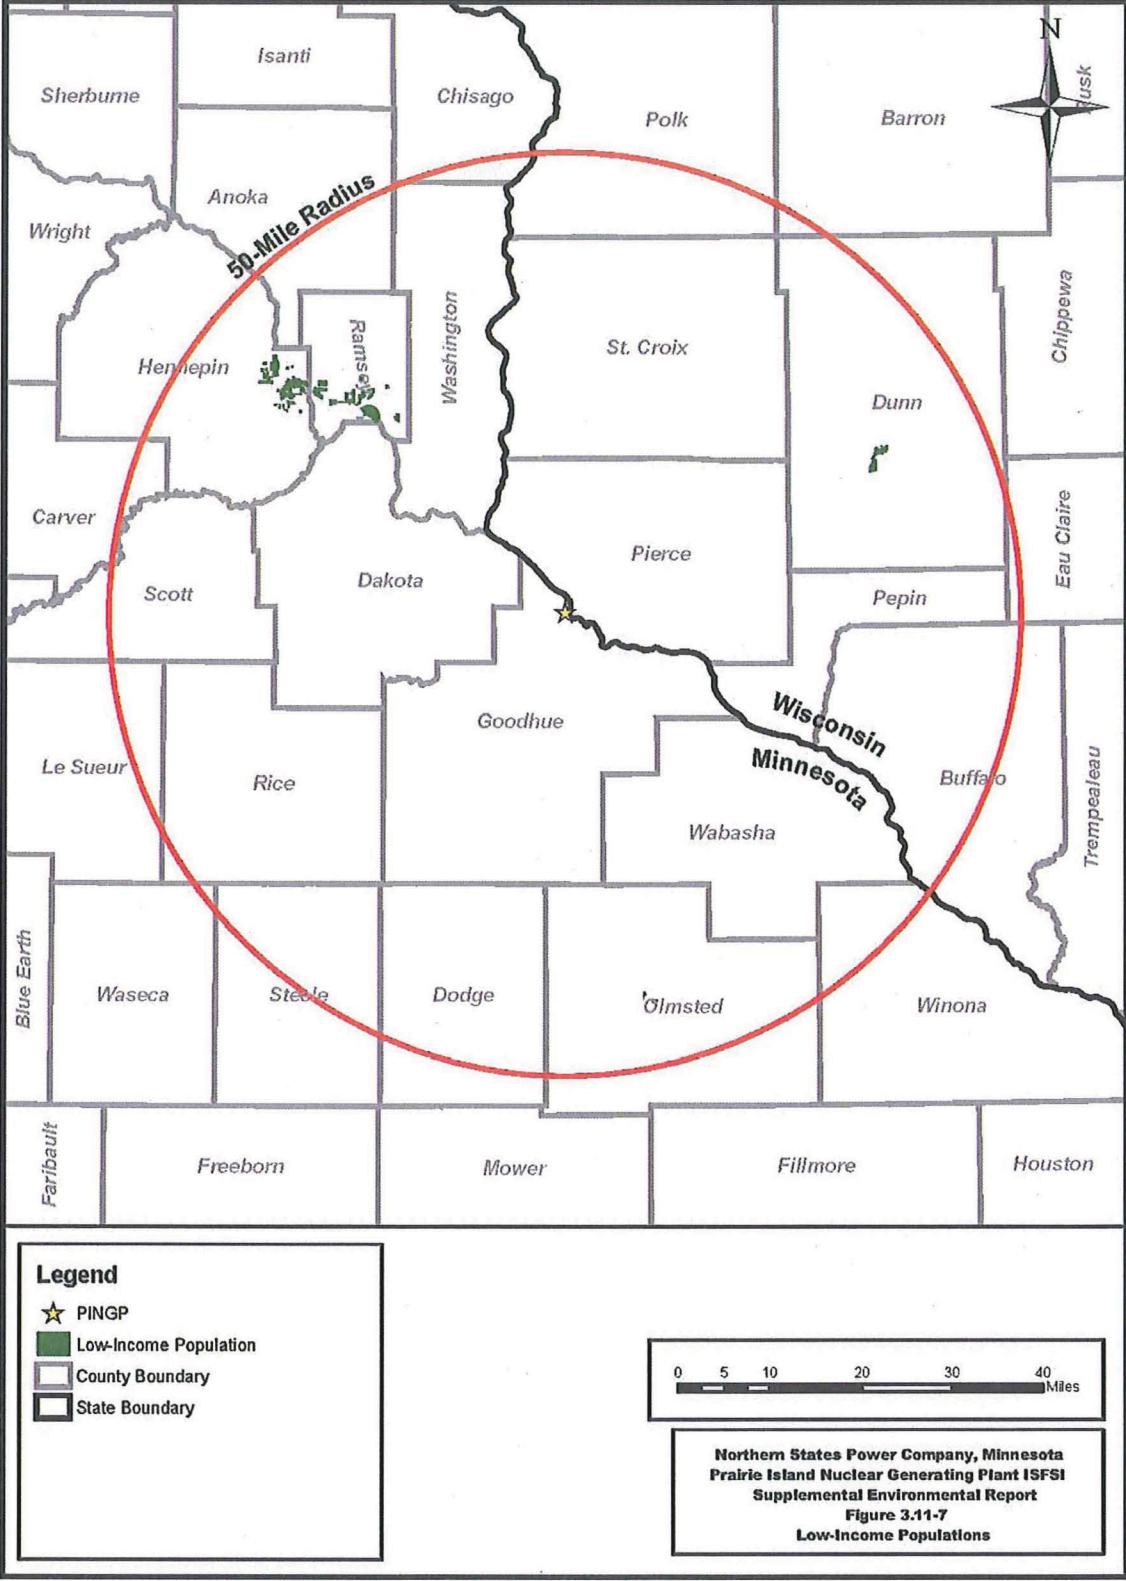 N
Isanti
Sherburne
Chisago
Polk
Barron
Rusk
Anoka
Wright
50-Mile Radius
Hennepin
Ramsey
Washington
St. Croix
Chippewa
Dunn
Carver
Scott
Dakota
Pierce
Eau Claire
Pepin
Goodhue
Wisconsin
Minnesota
Le Sueur
Rice
Buffalo
Wabasha
Trempealeau
Blue Earth
Waseca
Steele
Dodge
Olmsted
Winona
Faribault
Freeborn
Mower
Fillmore
Houston
Legend
PINGP
Low-Income Population
County Boundary
State Boundary
0 5 10 20 30 40
Miles
Northern States Power Company, Minnesota
Prairie Island Nuclear Generating Plant ISFSI
Supplemental Environmental Report
Figure 3.11-7
Low-Income Populations